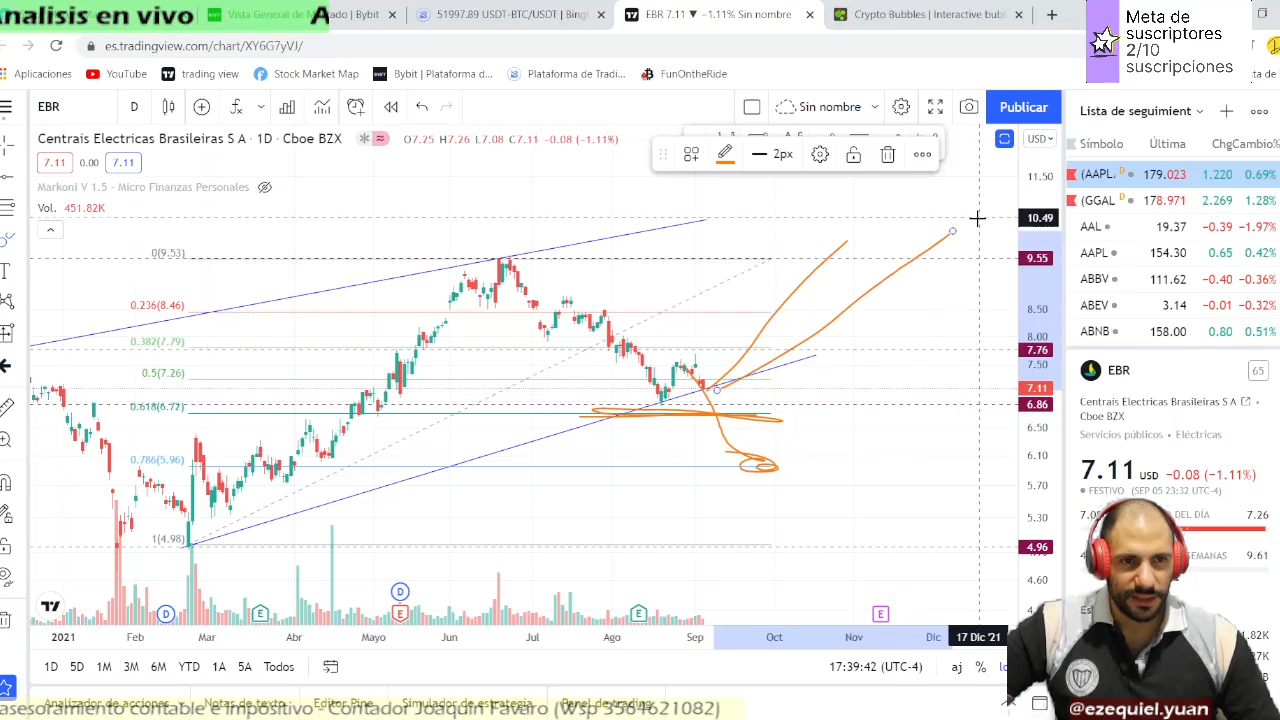 Analisis en vivo A
Vista General de Mercado | Bybit
51997.89 USDT-BTC/USDT | Bing
EBR 7.11 ▼ −1.11% Sin nombre
Crypto Bubbles | Interactive bub
Meta de
suscriptores
2/10
suscripciones
es.tradingview.com/chart/XY6G7yVJ/
Aplicaciones YouTube trading view Stock Market Map Bybit | Plataforma d... Plataforma de Tradi... FunOntheRide
EBR D Sin nombre Publicar
Lista de seguimient
Centrais Electricas Brasileiras S A · 1D · Cboe BZX O7.25 H7.26 L7.08 C7.11 −0.08 (−1.11%)
USD
Símbolo Última Chg Cambio%
7.11 0.00 7.11
2px
Markoni V 1.5 - Micro Finanzas Personales
Vol. 451.82K
(AAPL D 179.023 1.220 0.69%
(GGAL D 178.971 2.269 1.28%
AAL 19.37 −0.39 −1.97%
AAPL 154.30 0.65 0.42%
ABBV 111.62 −0.40 −0.36%
ABEV 3.14 −0.01 −0.32%
ABNB 158.00 0.80 0.51%
11.50
10.49
9.55
8.50
8.00
7.76
7.50
7.11
6.86
6.50
6.10
5.70
5.30
4.96
4.60
0(9.53)
0.236(8.46)
0.382(7.79)
0.5(7.26)
0.618(6.72)
0.786(5.96)
1(4.98)
EBR 65
Centrais Electricas Brasileiras S A
Cboe BZX
Servicios públicos • Eléctricas
7.11 USD −0.08 (−1.11%)
FESTIVO (SEP 05 23:32 UTC-4)
DEL DÍA 7.26
SEMANAS 9.61
D E D E E E
2021 Feb Mar Abr Mayo Jun Jul Ago Sep Oct Nov Dic 17 Dic '21
1D 5D 1M 3M 6M YTD 1A 5A Todos
17:39:42 (UTC-4) aj %
Analizador de acciones Notas de texto Editor Pine Simulador de estrategia Panel de trading
asesoramiento contable e impositivo - Contador Joaquin Favaro (Wsp 3564621082)
@ezequiel.yuan